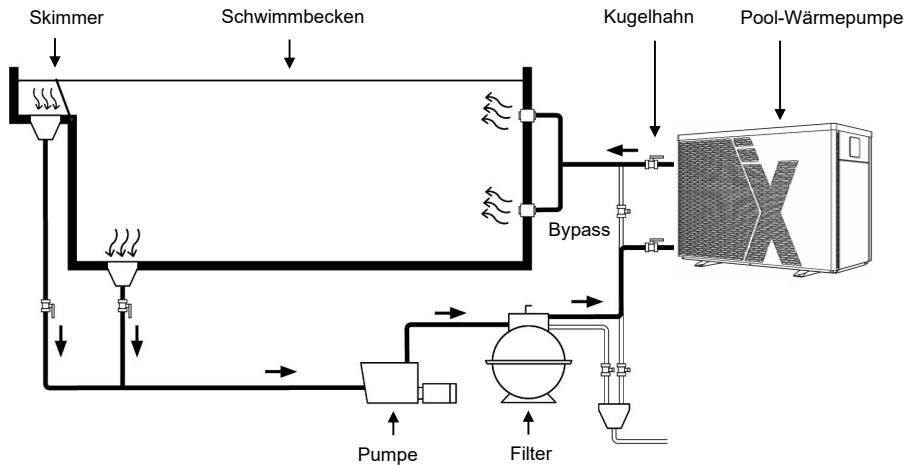 Skimmer
Schwimmbecken
Kugelhahn
Pool-Wärmepumpe
Bypass
Pumpe
Filter